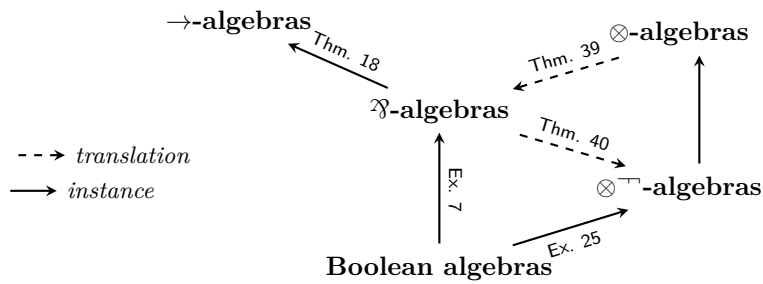 →-algebras
⊗-algebras
Thm. 18
Thm. 39
⅋-algebras
Thm. 40
translation
instance
Ex. 7
⊗⫬-algebras
Ex. 25
Boolean algebras